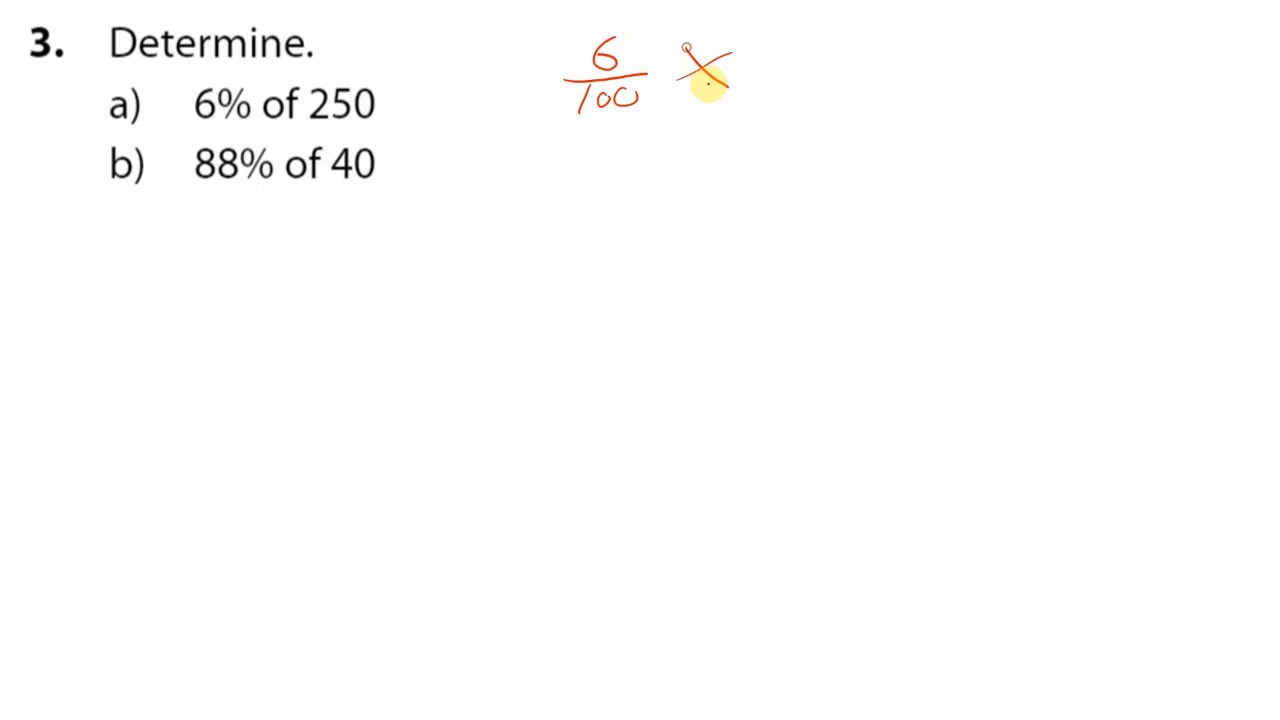 3. Determine.
a) 6% of 250
b) 88% of 40
6
100
×